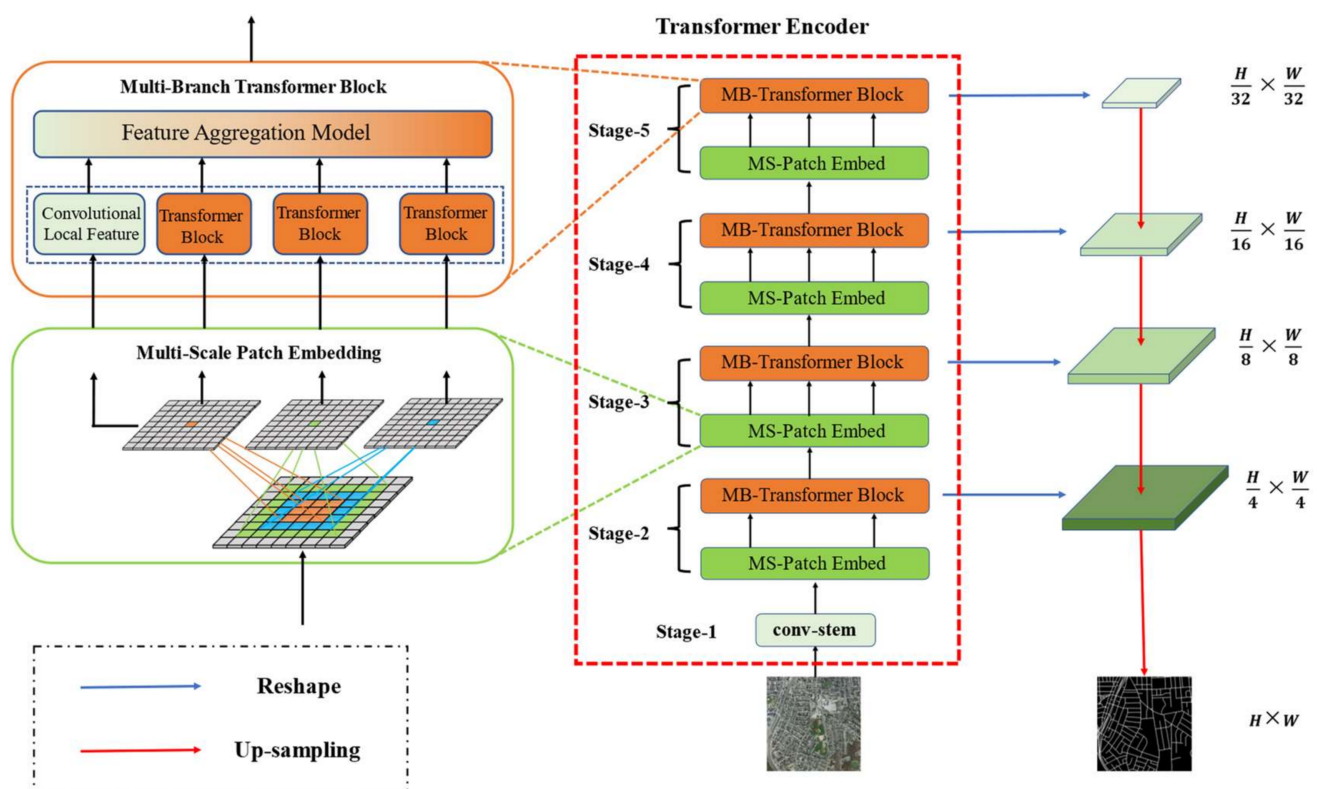 Transformer Encoder
Multi-Branch Transformer Block
Feature Aggregation Model
Convolutional
Local Feature
Transformer
Block
Transformer
Block
Transformer
Block
Multi-Scale Patch Embedding
Reshape
Up-sampling
Stage-5
MB-Transformer Block
MS-Patch Embed
Stage-4
MB-Transformer Block
MS-Patch Embed
Stage-3
MB-Transformer Block
MS-Patch Embed
Stage-2
MB-Transformer Block
MS-Patch Embed
Stage-1
conv-stem
H/32 × W/32
H/16 × W/16
H/8 × W/8
H/4 × W/4
H×W